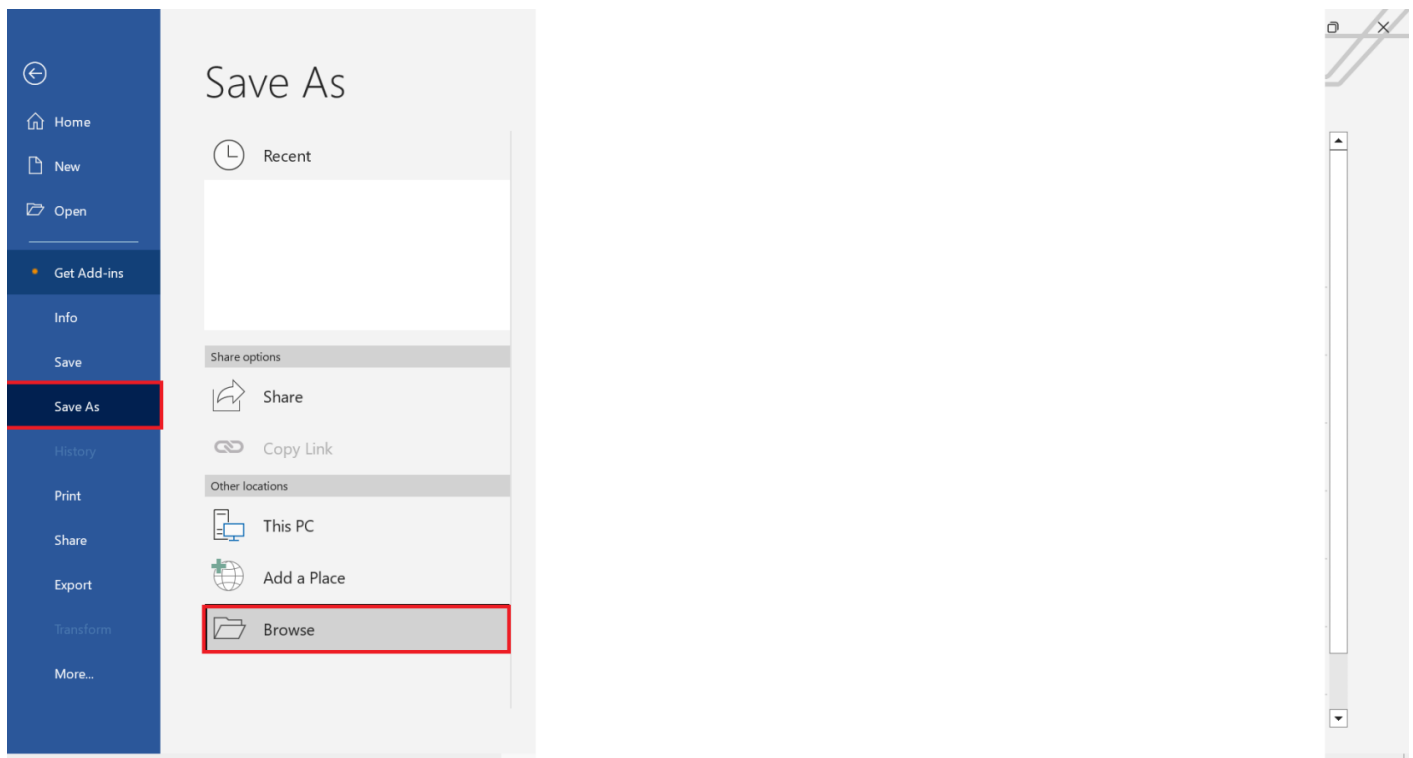 Save As
Home
New
Open
Get Add-ins
Info
Save
Save As
History
Print
Share
Export
Transform
More...
Recent
Share options
Share
Copy Link
Other locations
This PC
Add a Place
Browse